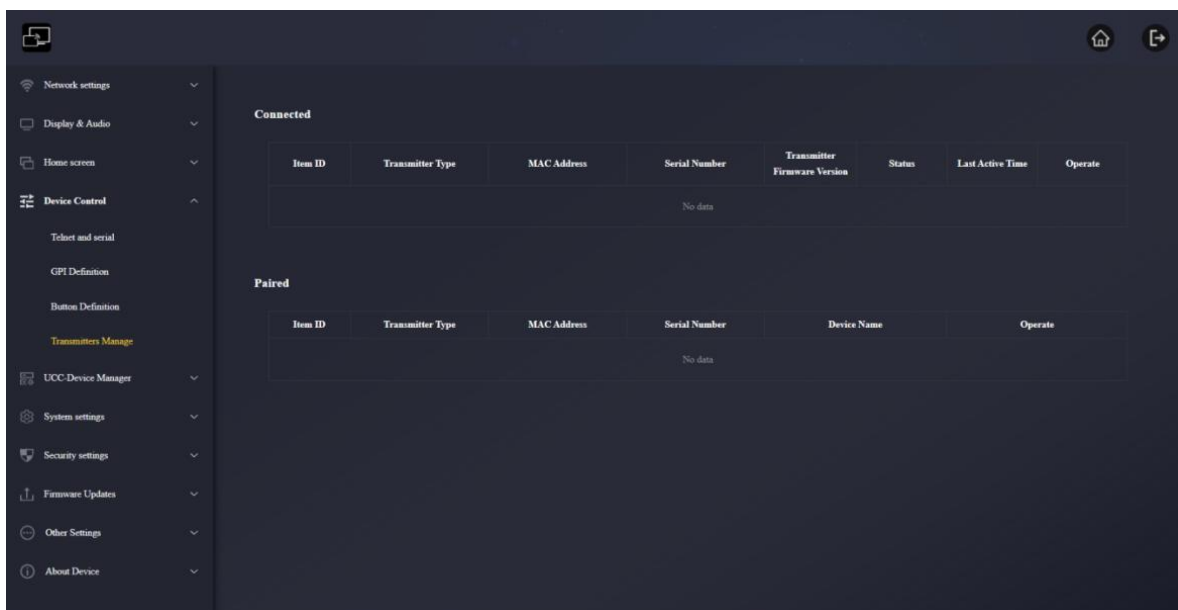 Network settings
Display & Audio
Home screen
Device Control
Telnet and serial
GPI Definition
Button Definition
Transmitters Manage
UCC-Device Manager
System settings
Security settings
Firmware Updates
Other Settings
About Device
Connected
Item ID Transmitter Type MAC Address Serial Number Transmitter Firmware Version Status Last Active Time Operate
No data
Paired
Item ID Transmitter Type MAC Address Serial Number Device Name Operate
No data